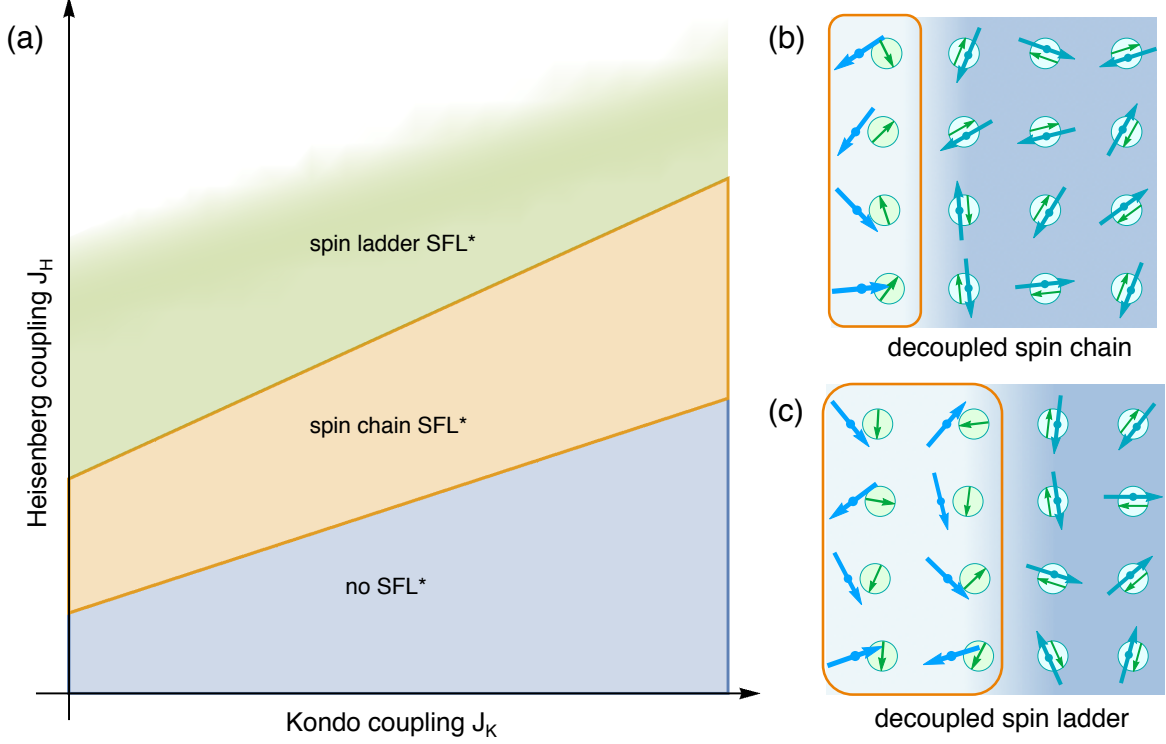 (a)
Heisenberg coupling J_H
spin ladder SFL*
spin chain SFL*
no SFL*
Kondo coupling J_K
(b)
decoupled spin chain
(c)
decoupled spin ladder